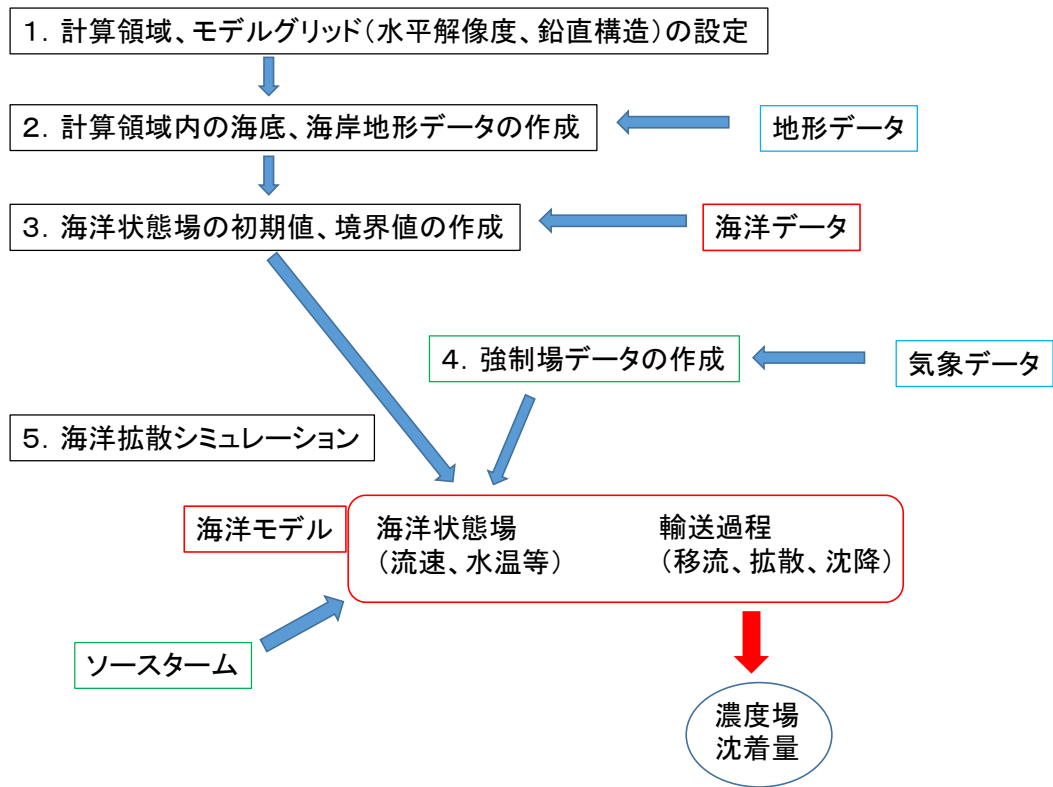 1．計算領域、モデルグリッド（水平解像度、鉛直構造）の設定
2．計算領域内の海底、海岸地形データの作成
地形データ
3．海洋状態場の初期値、境界値の作成
海洋データ
4．強制場データの作成
気象データ
5．海洋拡散シミュレーション
海洋モデル
海洋状態場
（流速、水温等）
輸送過程
（移流、拡散、沈降）
ソースターム
濃度場
沈着量